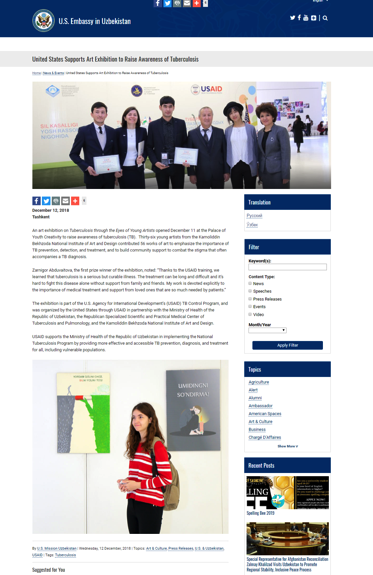 English
U.S. Embassy in Uzbekistan
United States Supports Art Exhibition to Raise Awareness of Tuberculosis
Home | News & Events | United States Supports Art Exhibition to Raise Awareness of Tuberculosis
USAID
December 12, 2018
Tashkent
An art exhibition on Tuberculosis through the Eyes of Young artists opened December 11 at the Palace of
Youth Creativity to raise awareness of tuberculosis (TB). Thirty-six young artists from the Kamoliddin
Bekhzoda National Institute of Art and Design contributed 36 works of art to emphasize the importance of
TB prevention, detection, and treatment, and to build community support to combat the stigma that often
accompanies a TB diagnosis.
Zarnigor Abduvaitova, the first prize winner of the exhibition, noted: "Thanks to the USAID training, we
learned that tuberculosis is a serious but curable disease. The treatment can be long and difficult and it's
hard to fight this disease alone without support from family and friends. My work is devoted to the
importance of medical treatment and support from loved ones that are so much needed by patients."
The exhibition is part of the U.S. Agency for International Development's (USAID) TB Control Program, and
was organized by the United States through USAID in partnership with the Ministry of Health of the
Republic of Uzbekistan, the Republican Specialized Scientific and Practical Medical Center of
Tuberculosis and Pulmonology, and the Kamoliddin Bekhzoda National Institute of Art and Design.
USAID supports the Ministry of Health of the Republic of Uzbekistan in implementing the National
Tuberculosis Program by providing more effective and accessible TB prevention, diagnosis, and treatment
for all, including vulnerable populations.
UMIDINGNI
SO'NDIRMA!
By U.S. Mission Uzbekistan | Wednesday, 12 December, 2018 | Topics: Art & Culture, Press Releases, U.S. & Uzbekistan,
USAID | Tags: Tuberculosis
Suggested for You
Translation
Русский
O'zbek
Filter
Keyword(s):
Content Type:
News
Speeches
Press Releases
Events
Video
Month/Year
Apply Filter
Topics
Agriculture
Alert
Alumni
Ambassador
American Spaces
Art & Culture
Business
Chargé D'Affaires
Show More
Recent Posts
Spelling Bee 2019
Special Representative for Afghanistan Reconciliation
Zalmay Khalilzad Visits Uzbekistan to Promote
Regional Stability, Inclusive Peace Process